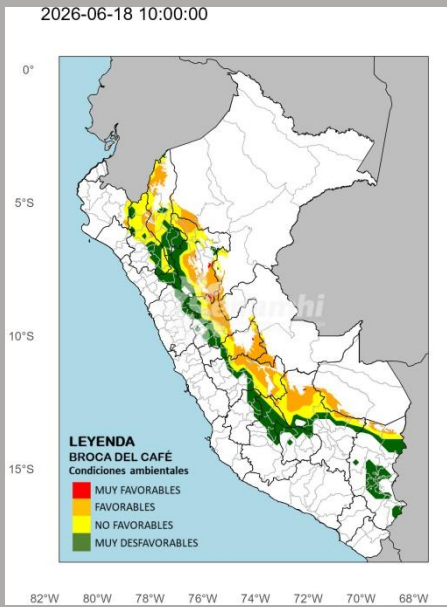 2026-06-18 10:00:00
0°
5°S
10°S
15°S
senamhi
LEYENDA
BROCA DEL CAFÉ
Condiciones ambientales
MUY FAVORABLES
FAVORABLES
NO FAVORABLES
MUY DESFAVORABLES
82°W 80°W 78°W 76°W 74°W 72°W 70°W 68°W